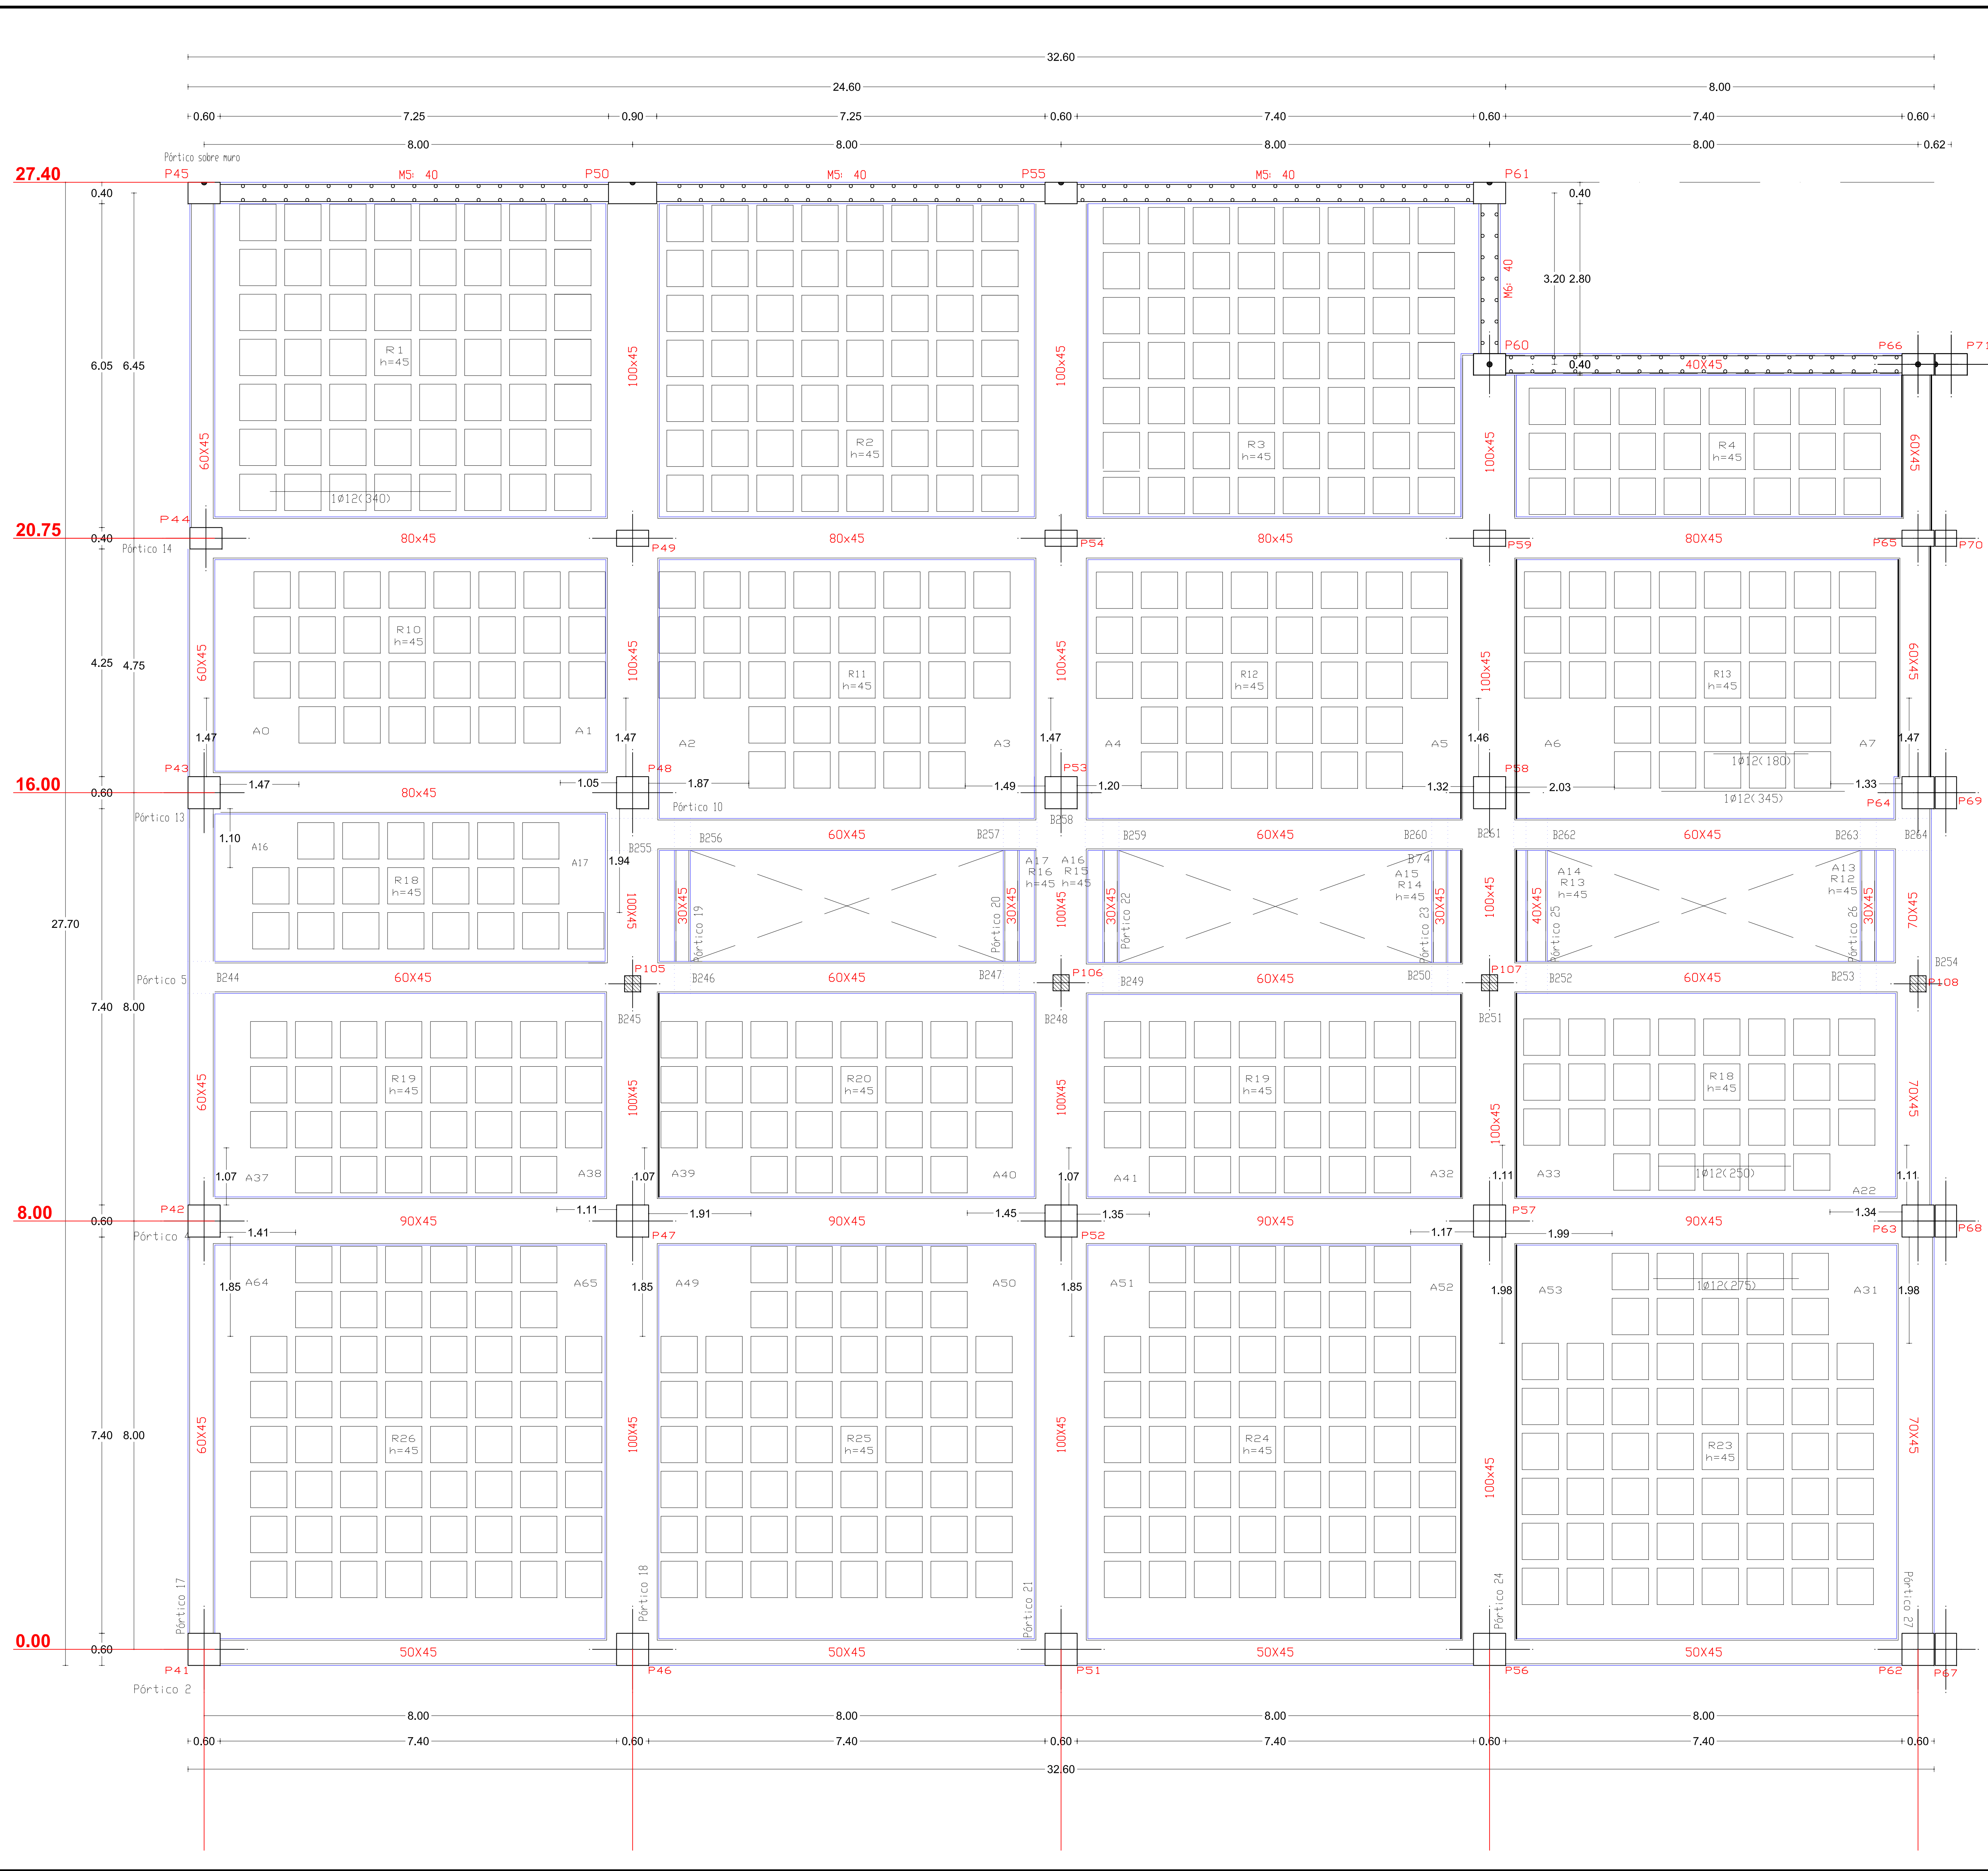 32.60
24.60 8.00
0.60 7.25 0.90 7.25 0.60 7.40 0.60 7.40 0.60
8.00 8.00 8.00 8.00 0.62
Pórtico sobre muro
P45 M5: 40 P50 M5: 40 P55 M5: 40 P61
27.40
0.40 0.40
3.20 2.80
M6: 40
P60 P66 P71
40X45
0.40
6.05 6.45
R1
h=45
100x45 100x45
R2
h=45
R3
h=45
R4
h=45
60X45 100x45 60X45
1Ø12(340)
P44
20.75
0.40
Pórtico 14
80x45 80x45 80x45 80X45
P49 P54 P59 P65 P70
R10
h=45
R11
h=45
R12
h=45
R13
h=45
4.25 4.75
60X45 100x45 100x45 100x45 60X45
A0 A1 A2 A3 A4 A5 A6 A7
1.47 1.47 1.47 1.46 1.47
1Ø12(180)
P43 P48 P53 P58
16.00
0.60
1.47 1.05 1.87 1.49 1.20 1.32 2.03 1.33
80x45
1Ø12(345)
P64 P69
Pórtico 13 Pórtico 10
B255 B256 B257 B258 B259 B260 B261 B262 B263 B264
60X45 60X45 60X45
1.10
A16 A17
1.94
R18
h=45
A17 A16
R16 R15
h=45 h=45
B74
A15
R14
h=45
A14
R13
h=45
A13
R12
h=45
27.70
100X45 30X45 30X45 100X45 30X45 30X45 100x45 40X45 30X45 70X45
Pórtico 19 Pórtico 20 Pórtico 22 Pórtico 23 Pórtico 25 Pórtico 26
Pórtico 5
B244 60X45 P105 B246 60X45 B247 P106 B249 60X45 B250 P107 B252 60X45 B253 B254 P108
B245 B248 B251
7.40 8.00
R19
h=45
R20
h=45
R19
h=45
R18
h=45
60X45 100X45 100X45 100x45 70X45
A37 A38 A39 A40 A41 A32 A33 A22
1.07 1.07 1.07 1.11 1.11
1Ø12(250)
P42
8.00
0.60
1.41 1.11 1.91 1.45 1.35 1.17 1.99 1.34
90X45 90X45 90X45 90X45
Pórtico 4
P47 P52 P57 P63 P68
A64 A65 A49 A50 A51 A52 A53 A31
1.85 1.85 1.85 1.98 1.98
1Ø12(275)
7.40 8.00
R26
h=45
R25
h=45
R24
h=45
R23
h=45
60X45 100X45 100X45 100x45 70X45
Pórtico 17 Pórtico 18 Pórtico 21 Pórtico 24 Pórtico 27
0.00
0.60
50X45 50X45 50X45 50X45
P41 P46 P51 P56 P62 P67
Pórtico 2
8.00 8.00 8.00 8.00
0.60 7.40 0.60 7.40 0.60 7.40 0.60 7.40 0.60
32.60